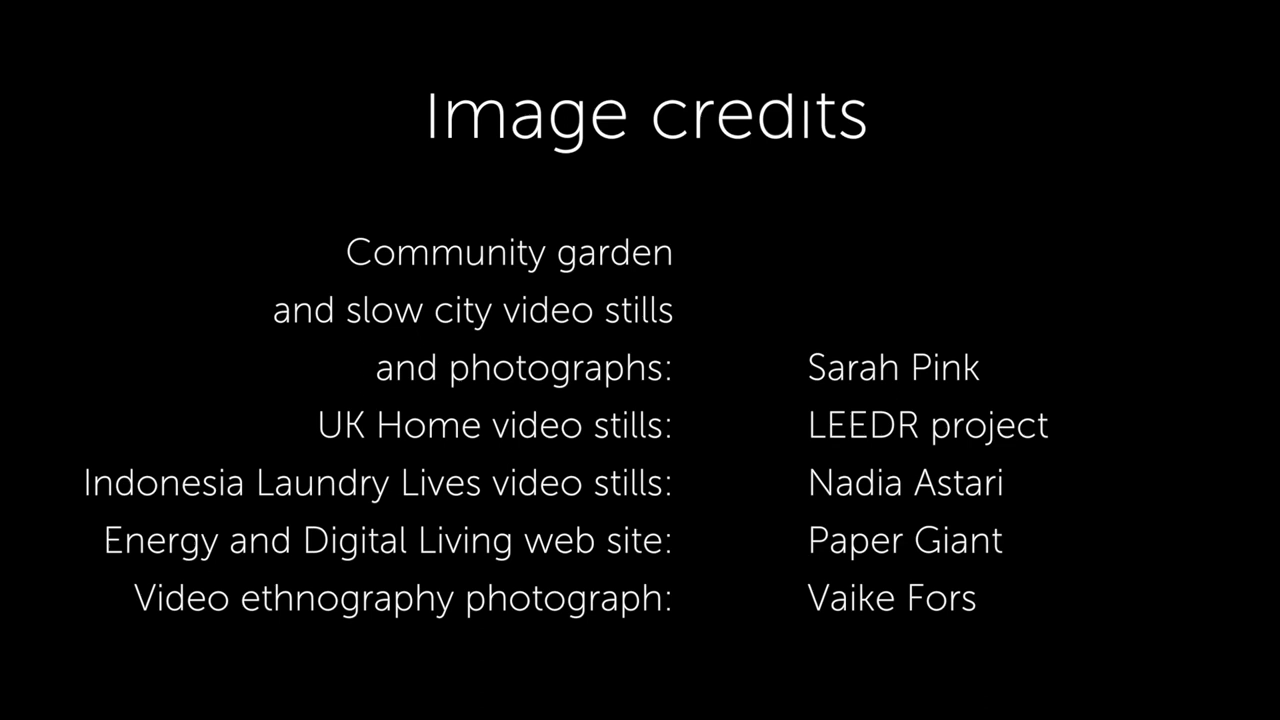 Image credits
Community garden
and slow city video stills
and photographs: Sarah Pink
UK Home video stills: LEEDR project
Indonesia Laundry Lives video stills: Nadia Astari
Energy and Digital Living web site: Paper Giant
Video ethnography photograph: Vaike Fors